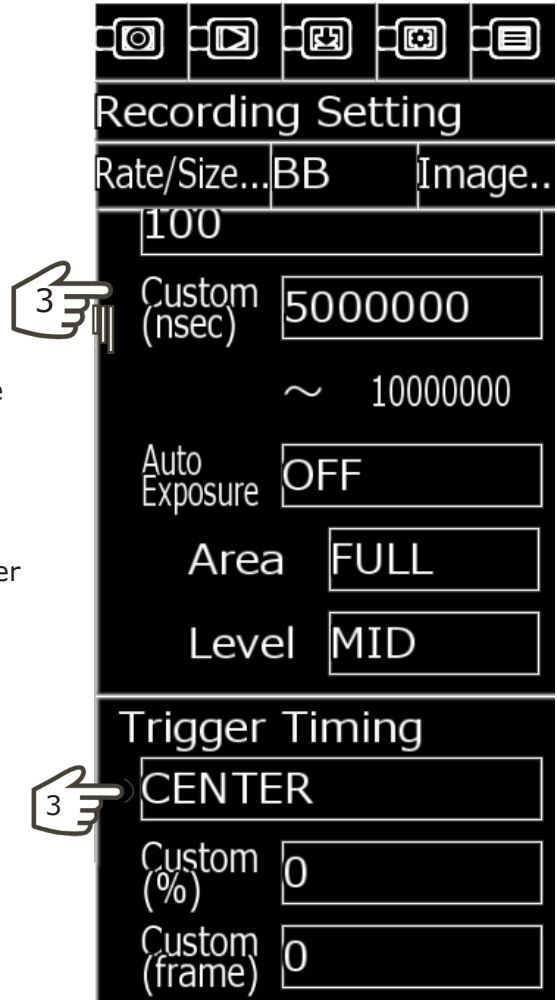 Recording Setting
Rate/Size... BB Image..
100
3 Custom (nsec) 5000000
e
～ 10000000
Auto Exposure OFF
er
Area FULL
Level MID
Trigger Timing
3 CENTER
Custom (%) 0
Custom (frame) 0